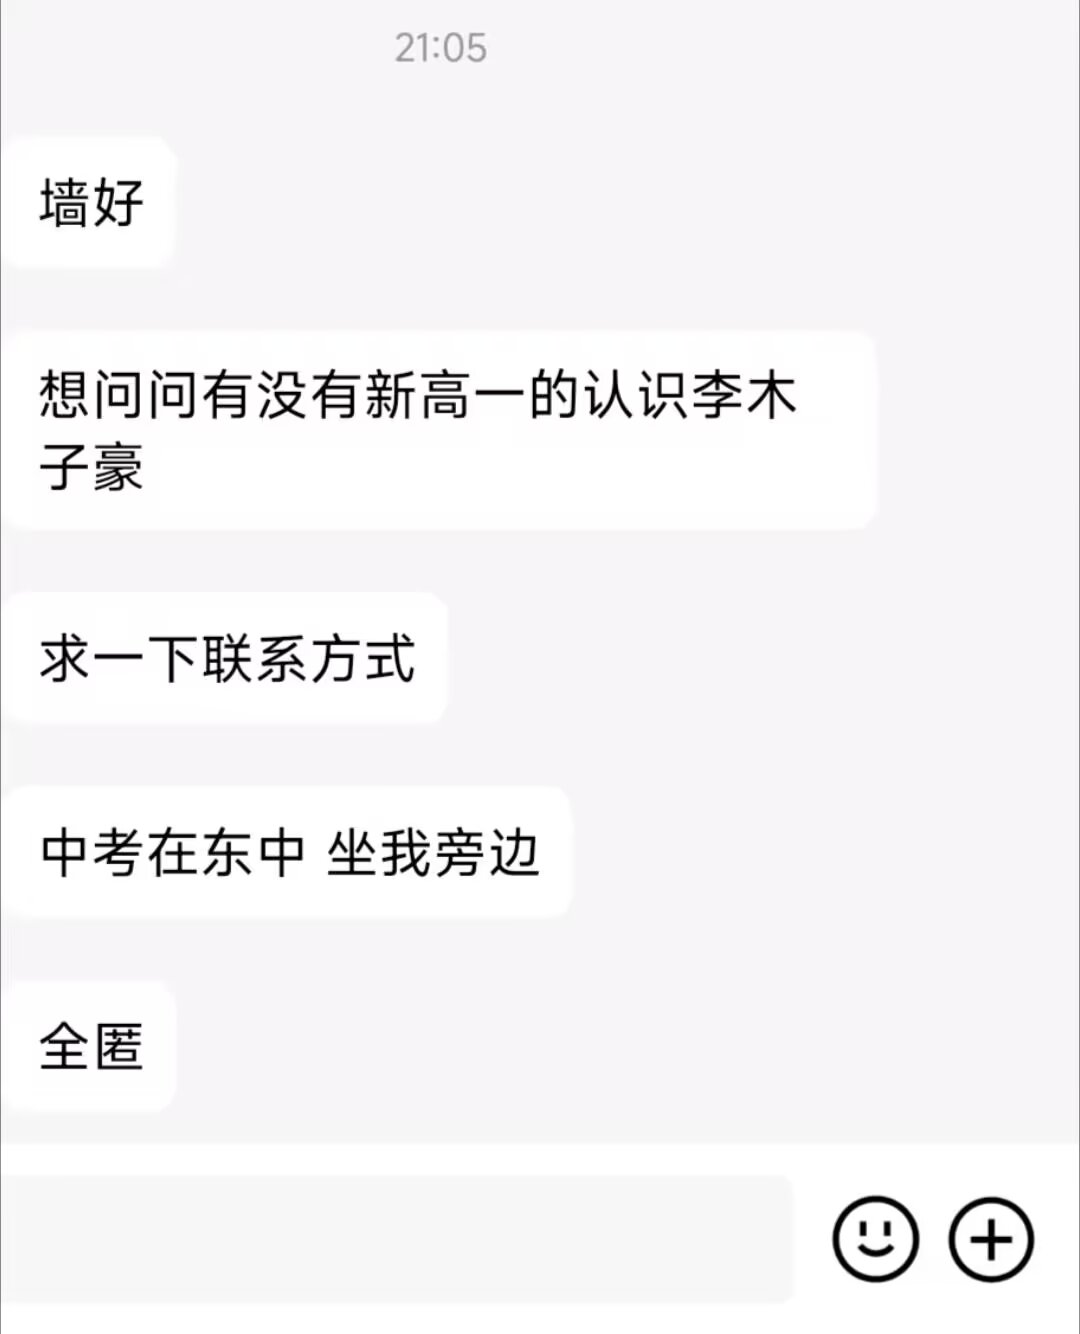 21:05
墙好
想问问有没有新高一的认识李木
子豪
求一下联系方式
中考在东中 坐我旁边
全匿